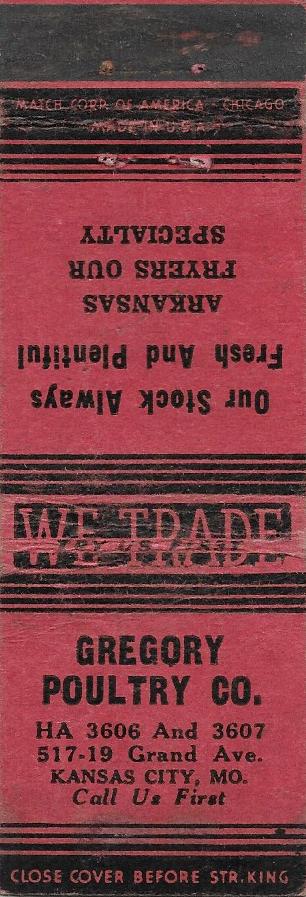 MATCH CORP. OF AMERICA - CHICAGO
MADE IN U.S.A.
Our Stock Always
Fresh And Plentiful
ARKANSAS
FRYERS OUR
SPECIALTY
WE TRADE
GREGORY
POULTRY CO.
HA 3606 And 3607
517-19 Grand Ave.
KANSAS CITY, MO.
Call Us First
CLOSE COVER BEFORE STRIKING